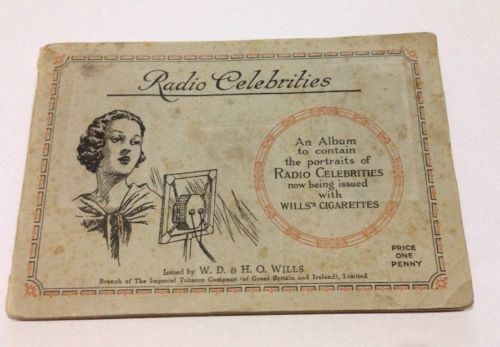 Radio Celebrities
An Album
to contain
the portraits of
RADIO CELEBRITIES
now being issued
with
WILLS'S CIGARETTES
PRICE
ONE
PENNY
Issued by W. D. & H. O. WILLS
Branch of The Imperial Tobacco Company (of Great Britain and Ireland), Limited